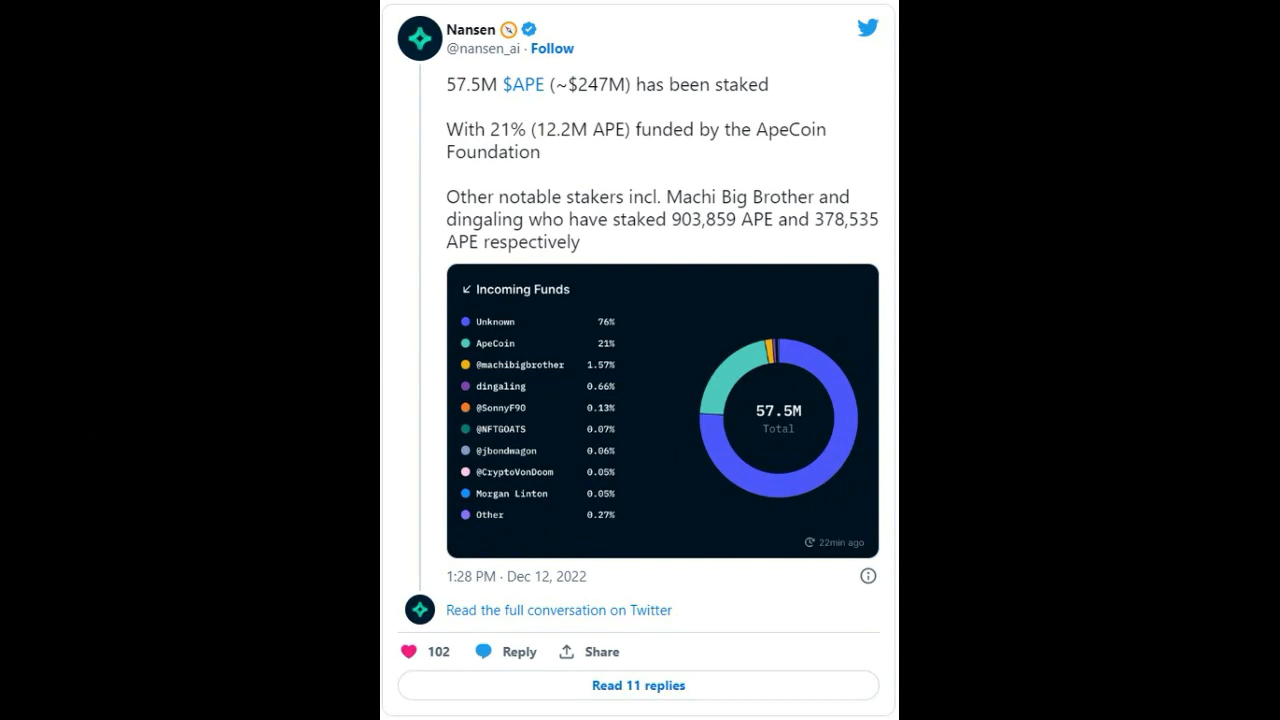 Nansen
@nansen_ai · Follow
57.5M $APE (~$247M) has been staked
With 21% (12.2M APE) funded by the ApeCoin
Foundation
Other notable stakers incl. Machi Big Brother and
dingaling who have staked 903,859 APE and 378,535
APE respectively
Incoming Funds
Unknown 76%
ApeCoin 21%
@machibigbrother 1.57%
dingaling 0.66%
@SonnyF90 0.13%
@NFTGOATS 0.07%
@jbondwagon 0.06%
@CryptoVonDoom 0.05%
Morgan Linton 0.05%
Other 0.27%
57.5M
Total
22min ago
1:28 PM · Dec 12, 2022
Read the full conversation on Twitter
102 Reply Share
Read 11 replies